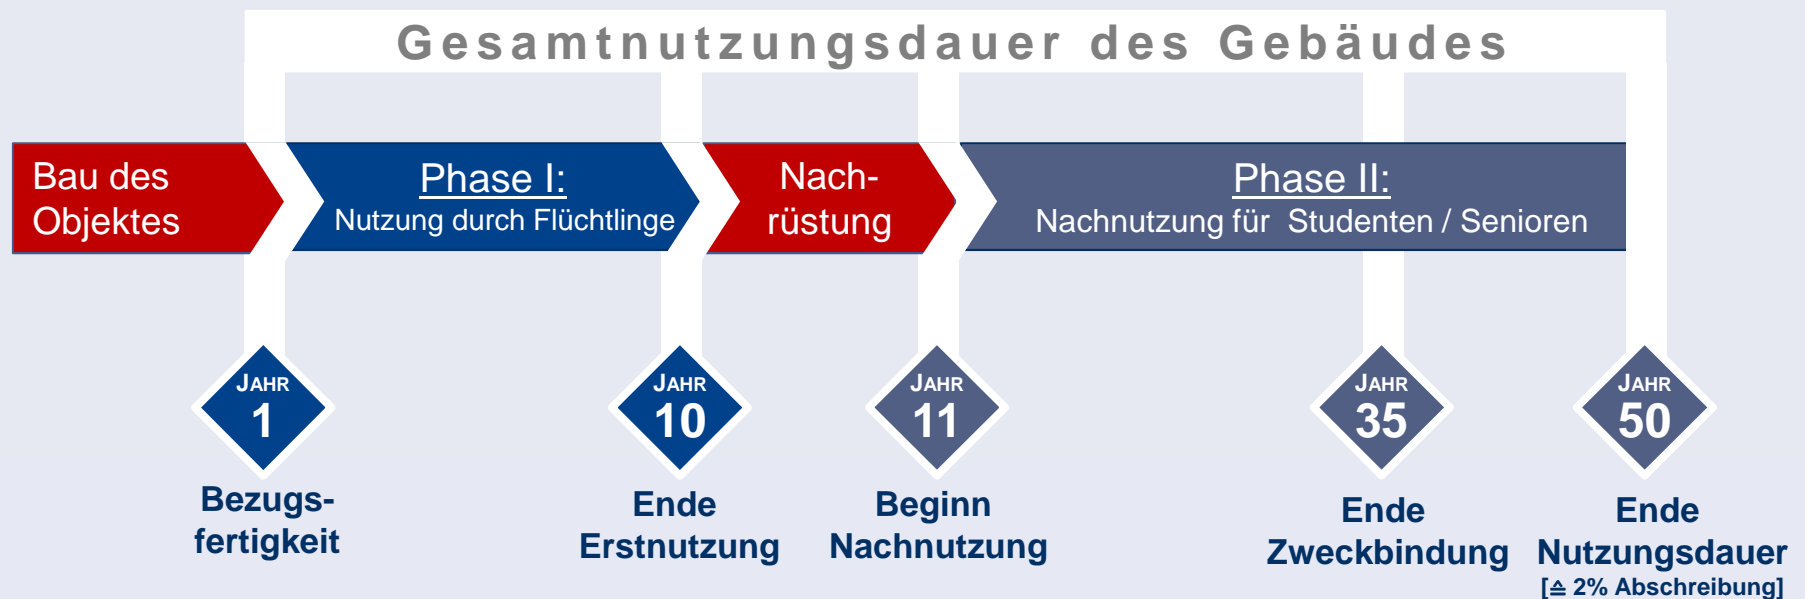 Gesamtnutzungsdauer des Gebäudes
Bau des
Objektes
Phase I:
Nutzung durch Flüchtlinge
Nach-
rüstung
Phase II:
Nachnutzung für Studenten / Senioren
JAHR
1
JAHR
10
JAHR
11
JAHR
35
JAHR
50
Bezugs-
fertigkeit
Ende
Erstnutzung
Beginn
Nachnutzung
Ende
Zweckbindung
Ende
Nutzungsdauer
[≙ 2% Abschreibung]